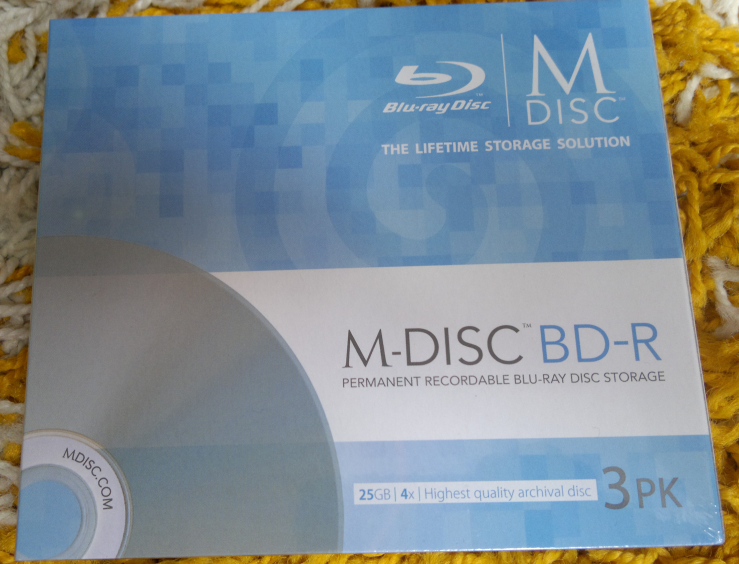 Blu-ray Disc™
M
DISC℠
THE LIFETIME STORAGE SOLUTION
M-DISC™ BD-R
PERMANENT RECORDABLE BLU-RAY DISC STORAGE
MDISC.COM
25GB | 4x | Highest quality archival disc
3PK